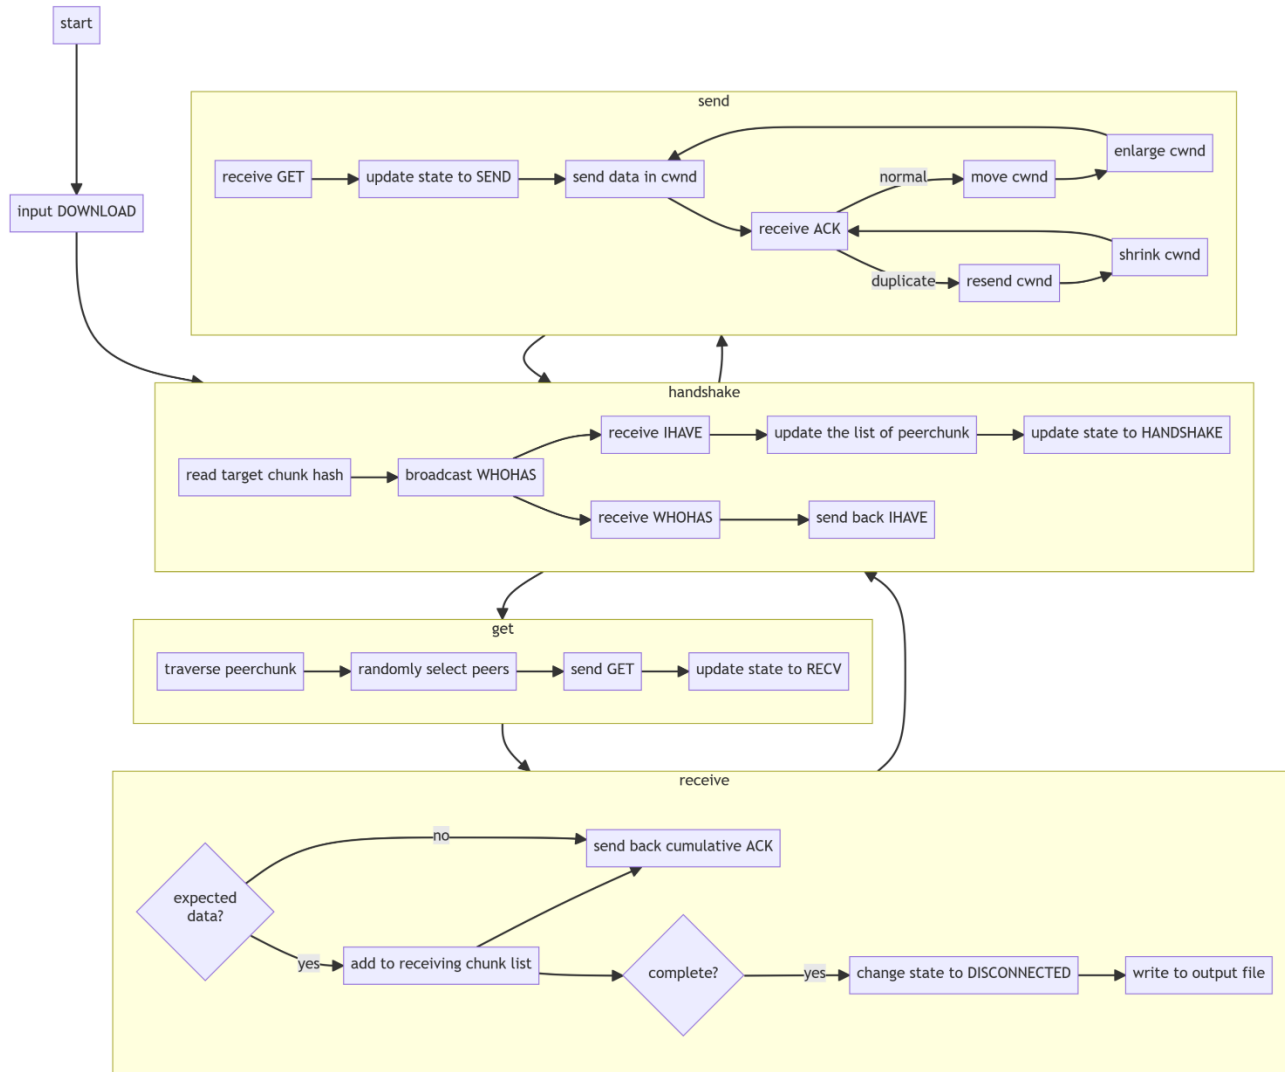 start
input DOWNLOAD
send
receive GET
update state to SEND
send data in cwnd
receive ACK
normal
move cwnd
enlarge cwnd
duplicate
resend cwnd
shrink cwnd
handshake
read target chunk hash
broadcast WHOHAS
receive IHAVE
update the list of peerchunk
update state to HANDSHAKE
receive WHOHAS
send back IHAVE
get
traverse peerchunk
randomly select peers
send GET
update state to RECV
receive
expected
data?
no
send back cumulative ACK
yes
add to receiving chunk list
complete?
yes
change state to DISCONNECTED
write to output file